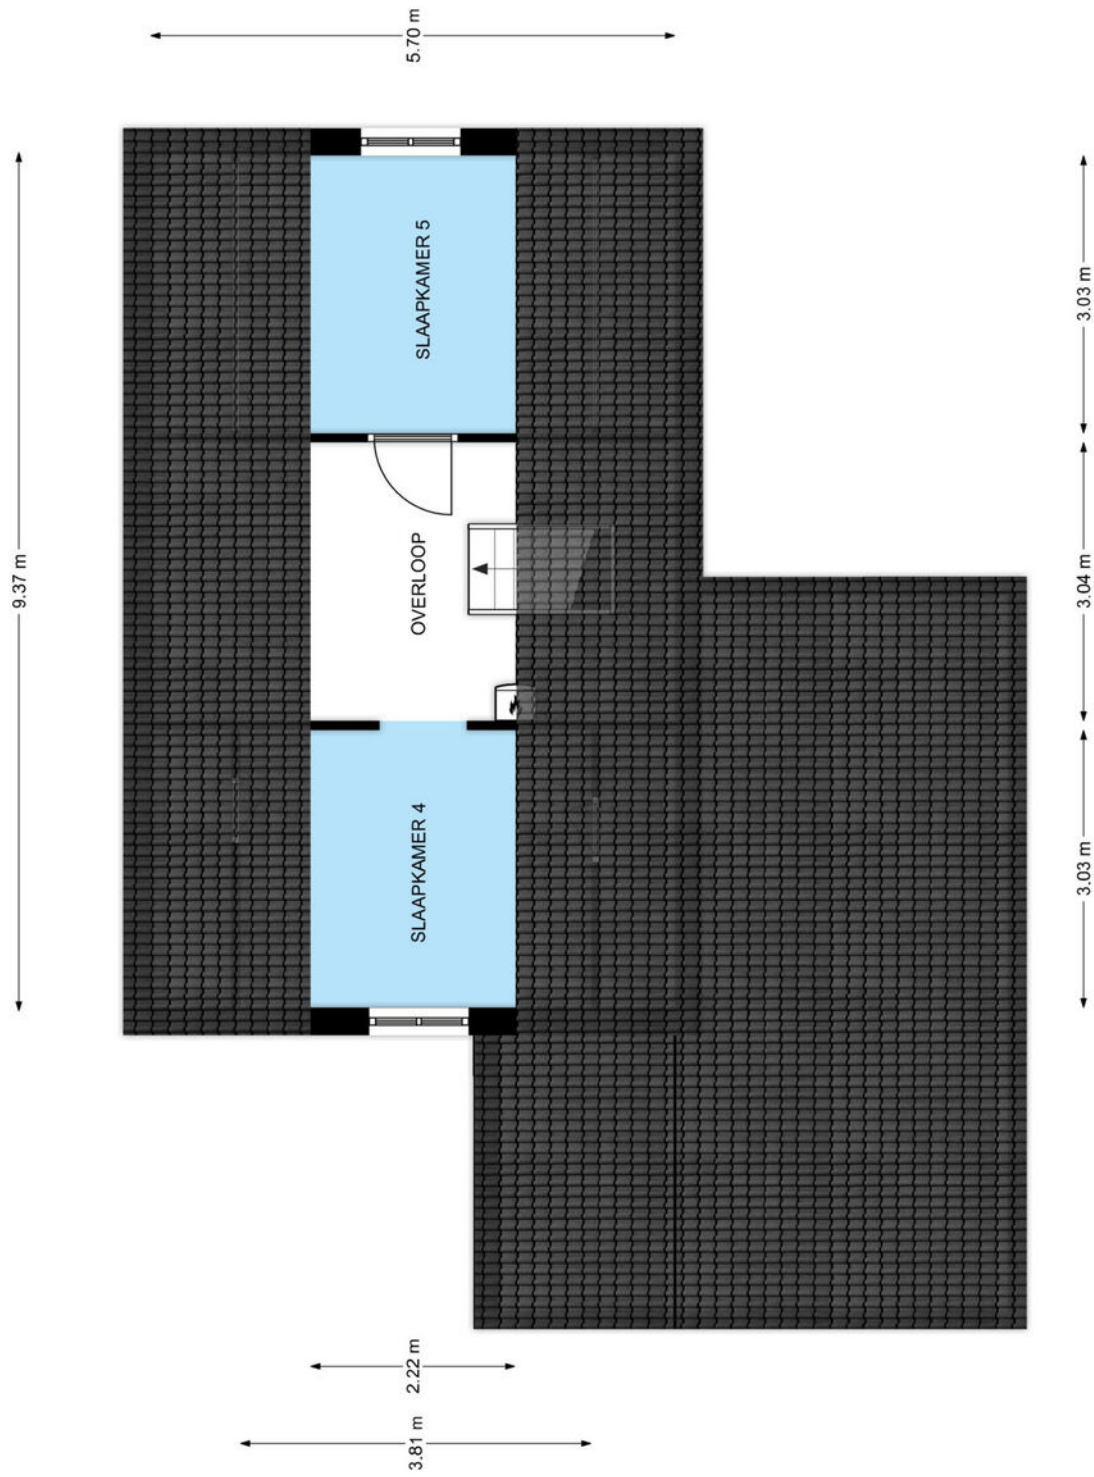 5.70 m
9.37 m
SLAAPKAMER 5
3.03 m
OVERLOOP
3.04 m
SLAAPKAMER 4
3.03 m
2.22 m
3.81 m